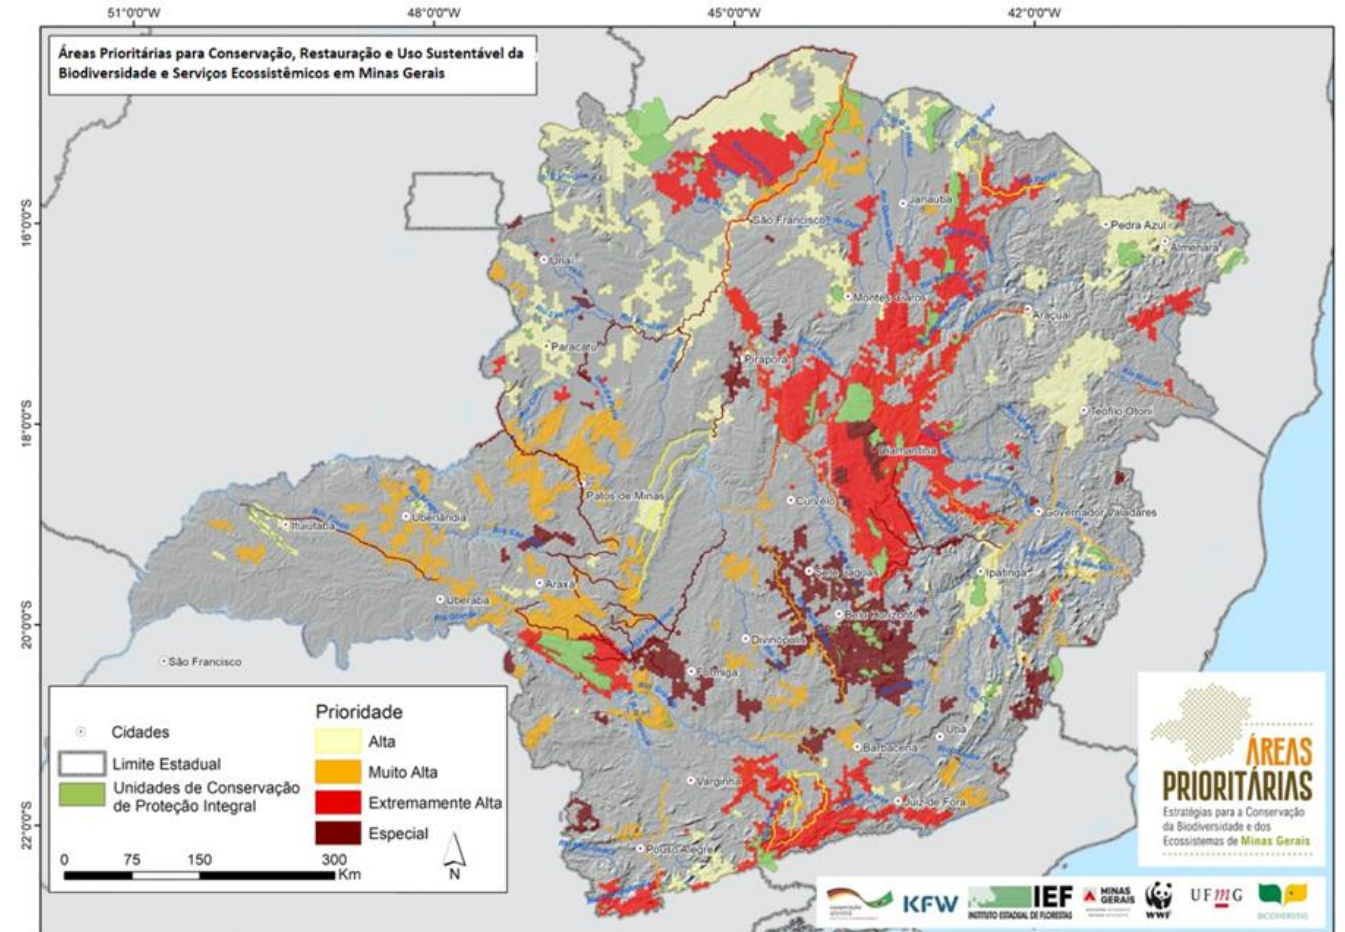 51°0'0"W
48°0'0"W
45°0'0"W
42°0'0"W
Áreas Prioritárias para Conservação, Restauração e Uso Sustentável da
Biodiversidade e Serviços Ecossistêmicos em Minas Gerais
16°0'0"S
18°0'0"S
20°0'0"S
22°0'0"S
Janaúba
São Francisco
Pedra Azul
Almenara
Unaí
Montes Claros
Araçuaí
Paracatu
Pirapora
Teófilo Otoni
Diamantina
Patos de Minas
Curvelo
Governador Valadares
Uberlândia
Ituiutaba
Sete Lagoas
Ipatinga
Araxá
Uberaba
Belo Horizonte
Divinópolis
São Francisco
Formiga
Ubá
Barbacena
Varginha
Juiz de Fora
Pouso Alegre
Cidades
Limite Estadual
Unidades de Conservação
de Proteção Integral
Prioridade
Alta
Muito Alta
Extremamente Alta
Especial
0 75 150 300
Km
N
ÁREAS
PRIORITÁRIAS
Estratégias para a Conservação
da Biodiversidade e dos
Ecossistemas de Minas Gerais
KFW
IEF
INSTITUTO ESTADUAL DE FLORESTAS
MINAS
GERAIS
WWF
UFmG
BIODIVERSITAS